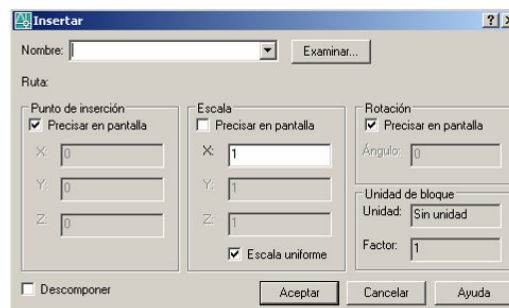 Insertar
Nombre:
Examinar...
Ruta:
Punto de inserción
Precisar en pantalla
X: 0
Y: 0
Z: 0
Escala
Precisar en pantalla
X: 1
Y: 1
Z: 1
Escala uniforme
Rotación
Precisar en pantalla
Ángulo: 0
Unidad de bloque
Unidad: Sin unidad
Factor: 1
Descomponer
Aceptar
Cancelar
Ayuda